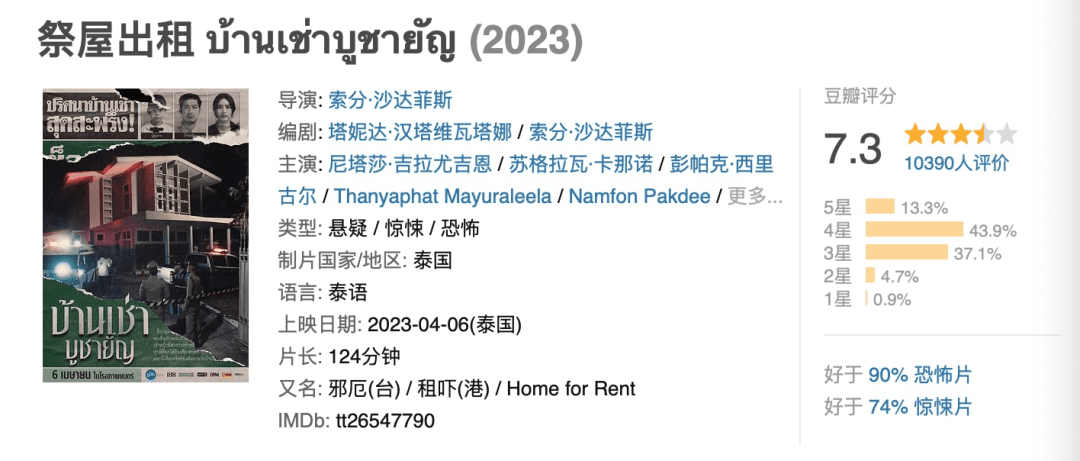 祭屋出租 บ้านเช่าบูชายัญ (2023)
ปริศนาบ้านเช่า
สุดสะพรึง!
บ้านเช่า
บูชายัญ
6 เมษายน ในโรงภาพยนตร์
导演: 索分·沙达菲斯
编剧: 塔妮达·汉塔维瓦塔娜 / 索分·沙达菲斯
主演: 尼塔莎·吉拉尤吉恩 / 苏格拉瓦·卡那诺 / 彭帕克·西里
古尔 / Thanyaphat Mayuraleela / Namfon Pakdee / 更多...
类型: 悬疑 / 惊悚 / 恐怖
制片国家/地区: 泰国
语言: 泰语
上映日期: 2023-04-06(泰国)
片长: 124分钟
又名: 邪厄(台) / 租吓(港) / Home for Rent
IMDb: tt26547790
豆瓣评分
7.3
10390人评价
5星 13.3%
4星 43.9%
3星 37.1%
2星 4.7%
1星 0.9%
好于 90% 恐怖片
好于 74% 惊悚片